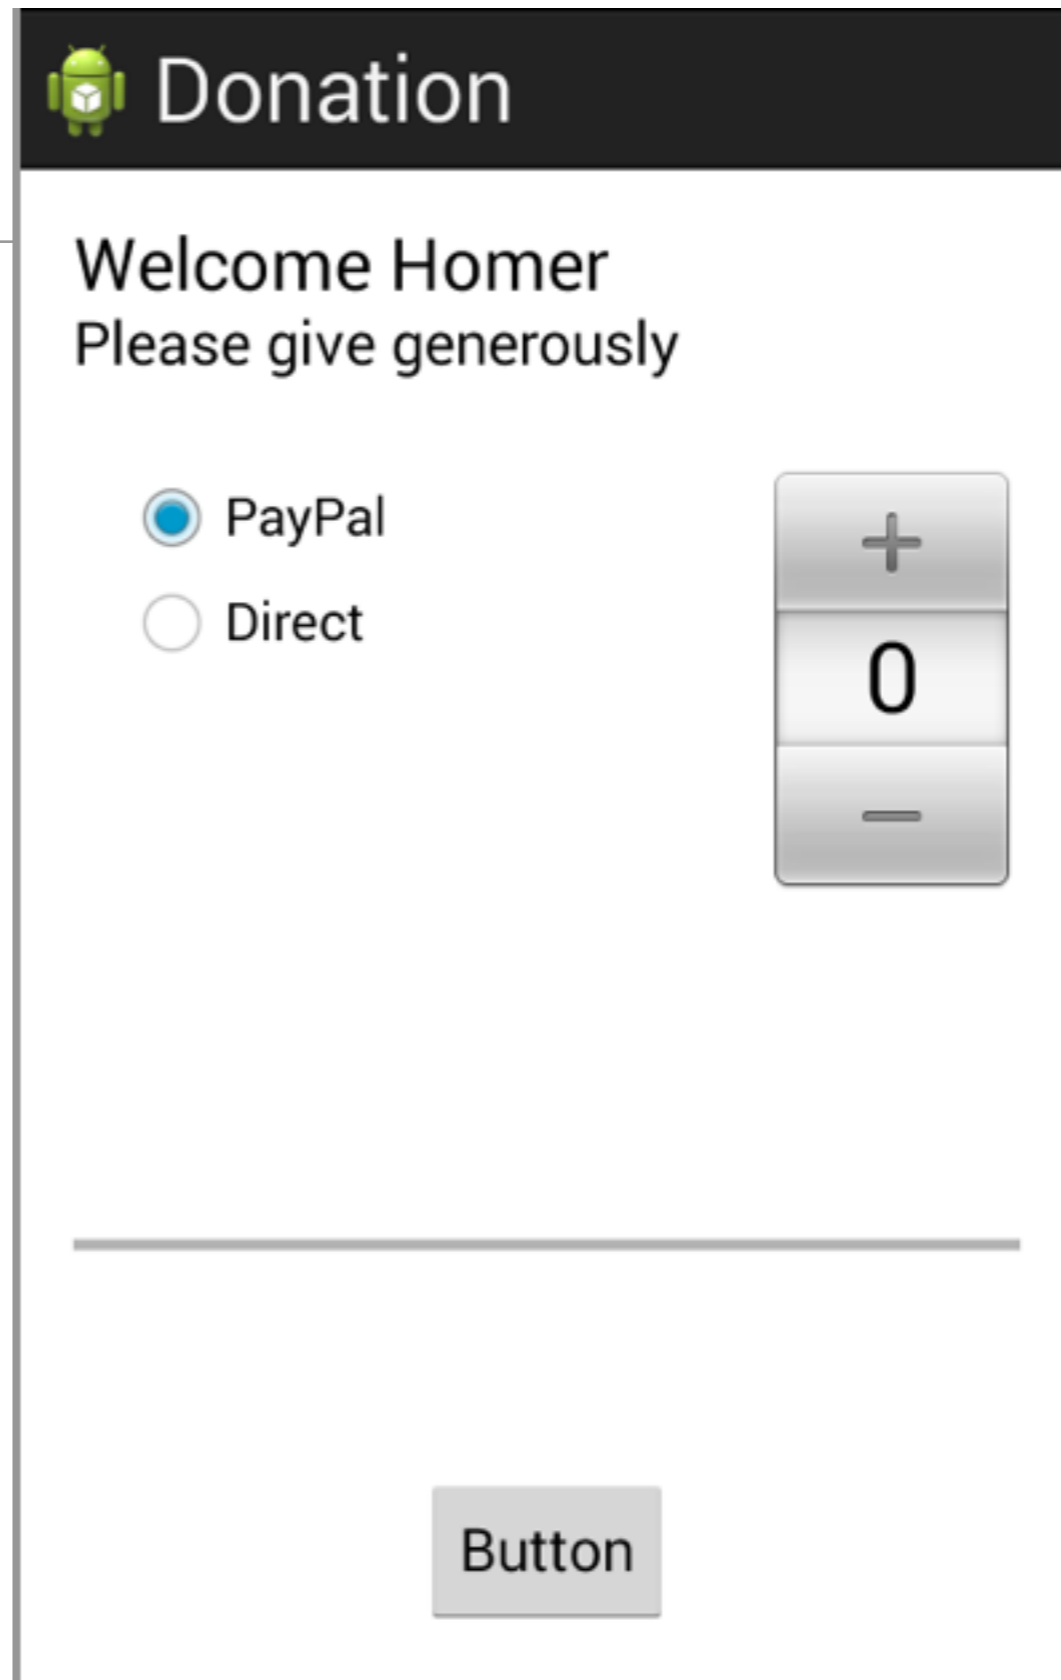 Donation
Welcome Homer
Please give generously
PayPal
Direct
+
0
−
Button